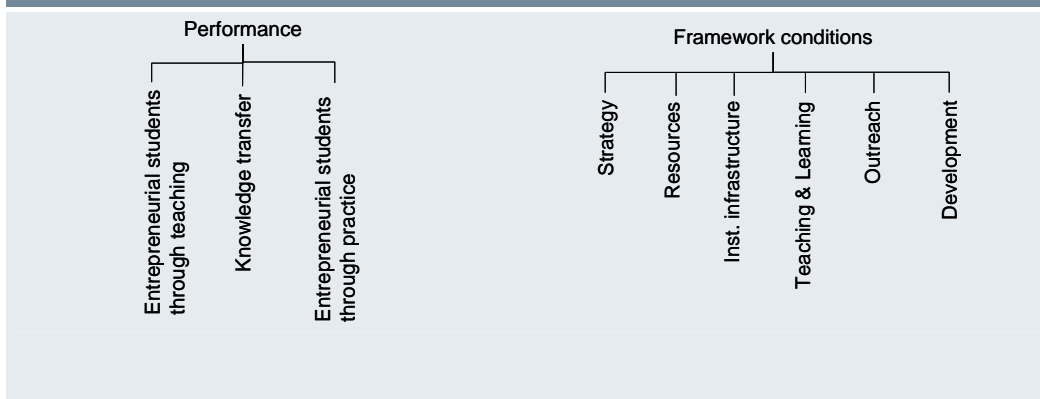 Performance
Entrepreneurial students
through teaching
Knowledge transfer
Entrepreneurial students
through practice
Framework conditions
Strategy
Resources
Inst. infrastructure
Teaching & Learning
Outreach
Development